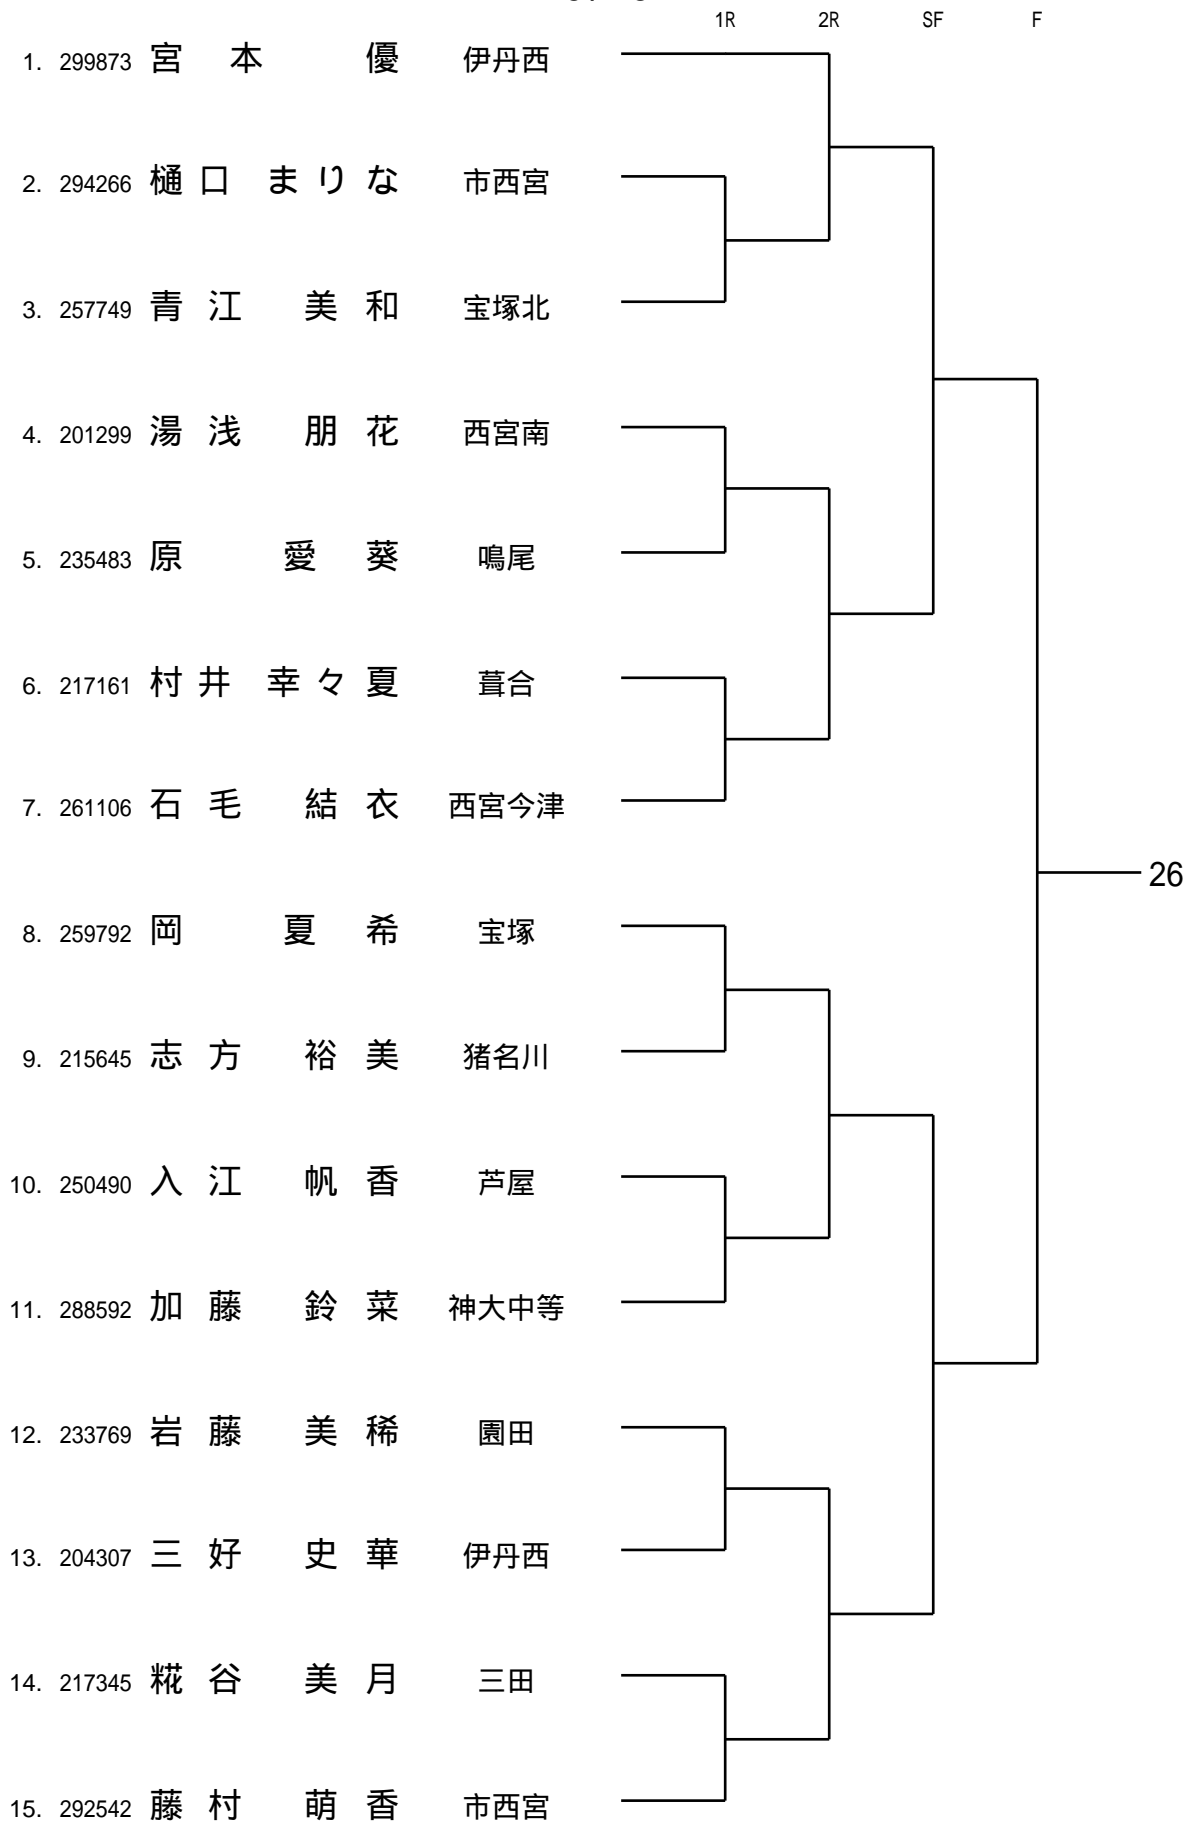 1R 2R SF F
1. 299873 宮本 優 伊丹西
2. 294266 樋口 まりな 市西宮
3. 257749 青江 美和 宝塚北
4. 201299 湯浅 朋花 西宮南
5. 235483 原 愛葵 鳴尾
6. 217161 村井 幸々夏 葺合
7. 261106 石毛 結衣 西宮今津
26
8. 259792 岡 夏希 宝塚
9. 215645 志方 裕美 猪名川
10. 250490 入江 帆香 芦屋
11. 288592 加藤 鈴菜 神大中等
12. 233769 岩藤 美稀 園田
13. 204307 三好 史華 伊丹西
14. 217345 糀谷 美月 三田
15. 292542 藤村 萌香 市西宮